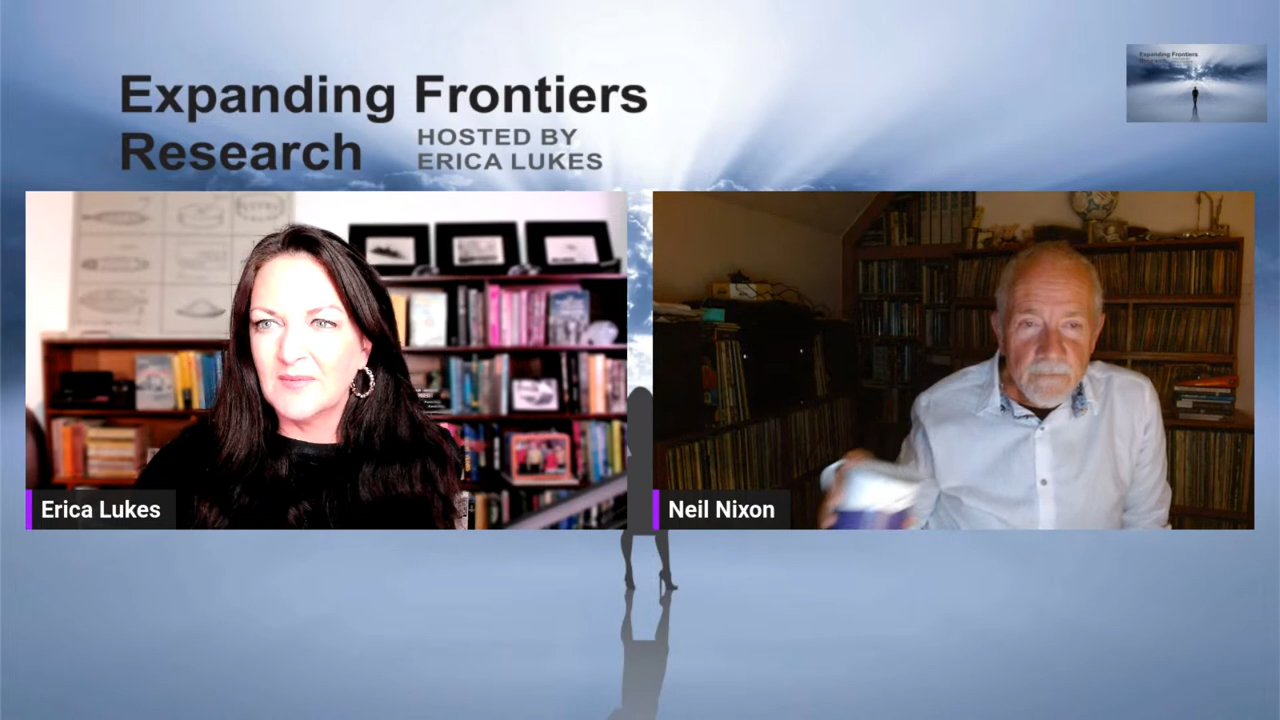 Expanding Frontiers
Research
HOSTED BY
ERICA LUKES
Expanding Frontiers
Erica Lukes
Neil Nixon